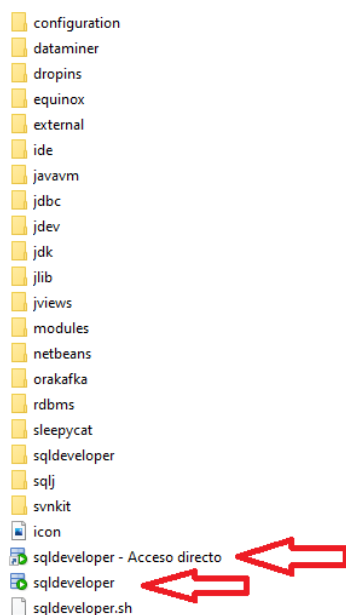 configuration
dataminer
dropins
equinox
external
ide
javavm
jdbc
jdev
jdk
jlib
jviews
modules
netbeans
orakafka
rdbms
sleepycat
sqldeveloper
sqlj
svnkit
icon
sqldeveloper - Acceso directo
sqldeveloper
sqldeveloper.sh